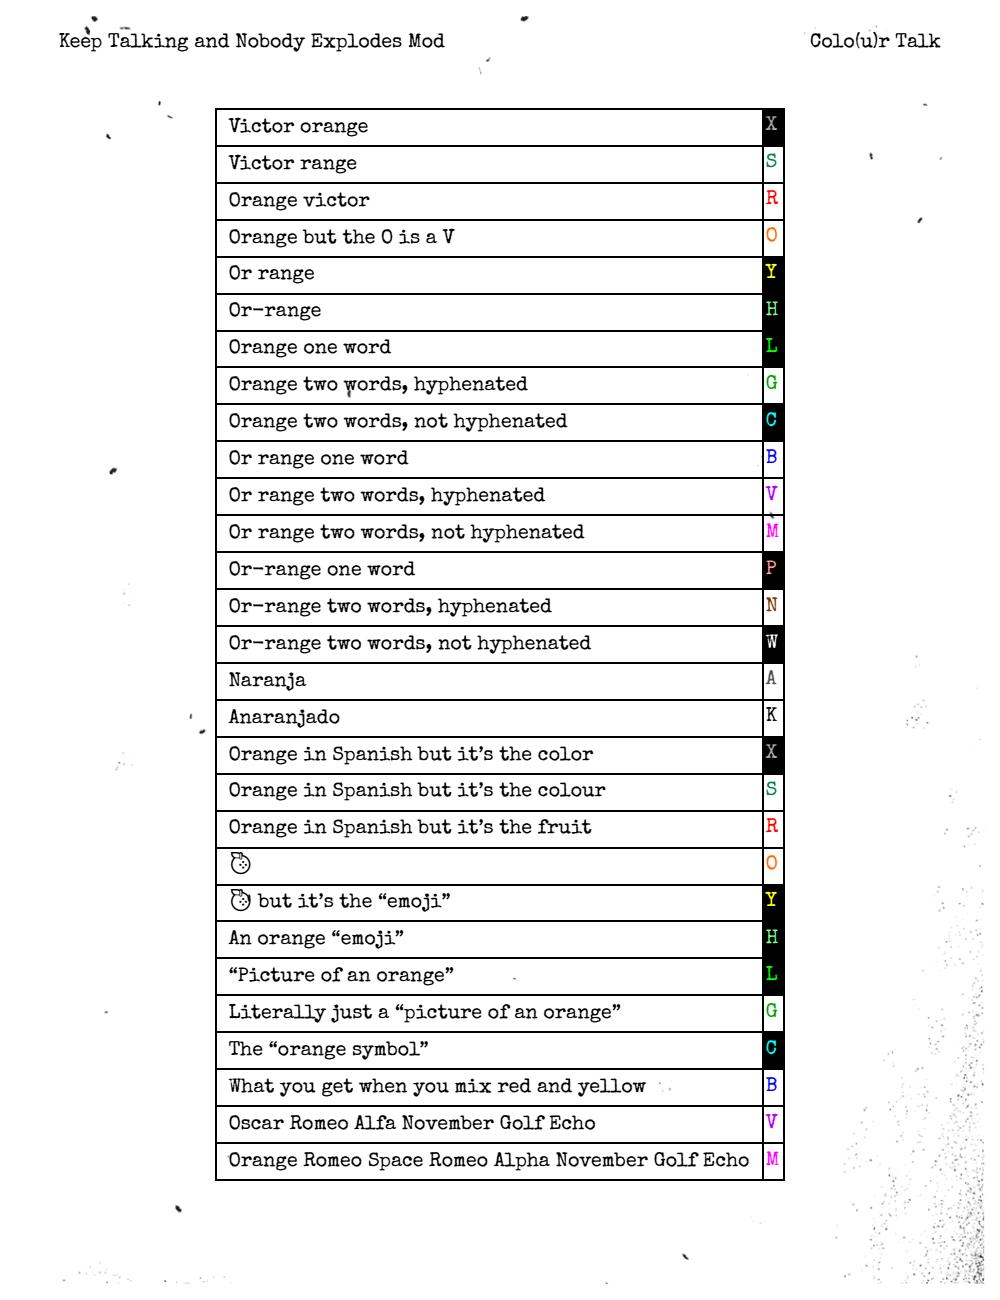 Keep Talking and Nobody Explodes Mod Colo(u)r Talk
Victor orange X
Victor range S
Orange victor R
Orange but the O is a V O
Or range Y
Or-range H
Orange one word L
Orange two words, hyphenated G
Orange two words, not hyphenated C
Or range one word B
Or range two words, hyphenated V
Or range two words, not hyphenated M
Or-range one word P
Or-range two words, hyphenated N
Or-range two words, not hyphenated W
Naranja A
Anaranjado K
Orange in Spanish but it’s the color X
Orange in Spanish but it’s the colour S
Orange in Spanish but it’s the fruit R
O
but it’s the “emoji” Y
An orange “emoji” H
“Picture of an orange” L
Literally just a “picture of an orange” G
The “orange symbol” C
What you get when you mix red and yellow B
Oscar Romeo Alfa November Golf Echo V
Orange Romeo Space Romeo Alpha November Golf Echo M